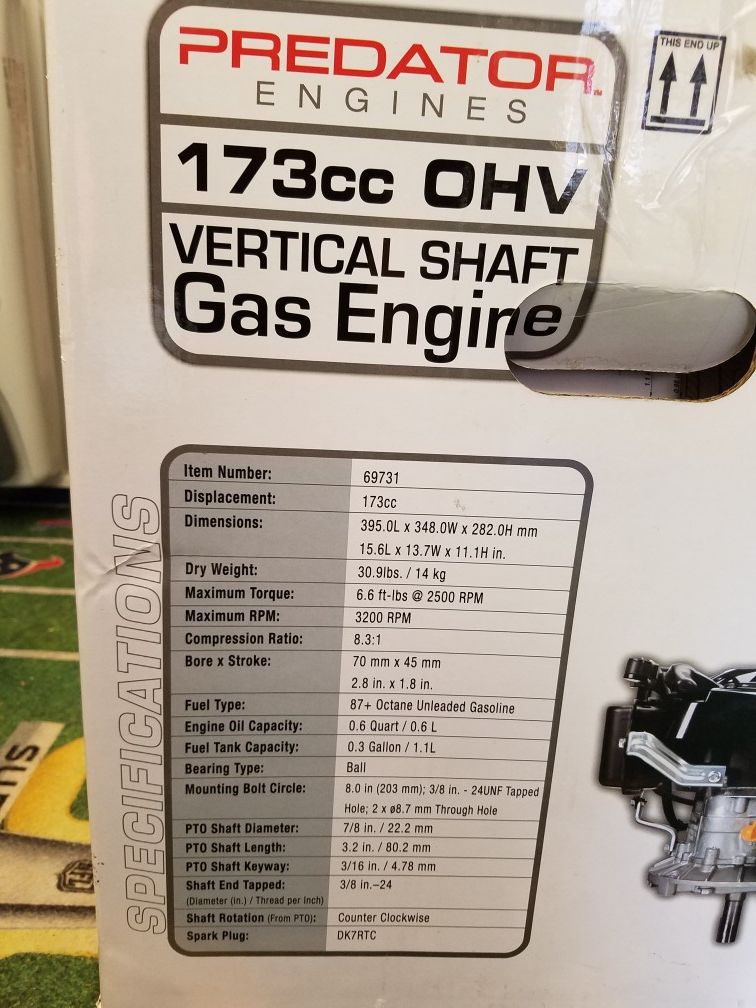 PREDATOR™
ENGINES
THIS END UP
173cc OHV
VERTICAL SHAFT
Gas Engine
SPECIFICATIONS
Item Number: 69731
Displacement: 173cc
Dimensions: 395.0L x 348.0W x 282.0H mm
15.6L x 13.7W x 11.1H in.
Dry Weight: 30.9lbs. / 14 kg
Maximum Torque: 6.6 ft-lbs @ 2500 RPM
Maximum RPM: 3200 RPM
Compression Ratio: 8.3:1
Bore x Stroke: 70 mm x 45 mm
2.8 in. x 1.8 in.
Fuel Type: 87+ Octane Unleaded Gasoline
Engine Oil Capacity: 0.6 Quart / 0.6 L
Fuel Tank Capacity: 0.3 Gallon / 1.1L
Bearing Type: Ball
Mounting Bolt Circle: 8.0 in (203 mm); 3/8 in. - 24UNF Tapped
Hole; 2 x ø8.7 mm Through Hole
PTO Shaft Diameter: 7/8 in. / 22.2 mm
PTO Shaft Length: 3.2 in. / 80.2 mm
PTO Shaft Keyway: 3/16 in. / 4.78 mm
Shaft End Tapped: 3/8 in.–24
(Diameter (in.) / Thread per Inch)
Shaft Rotation (From PTO): Counter Clockwise
Spark Plug: DK7RTC